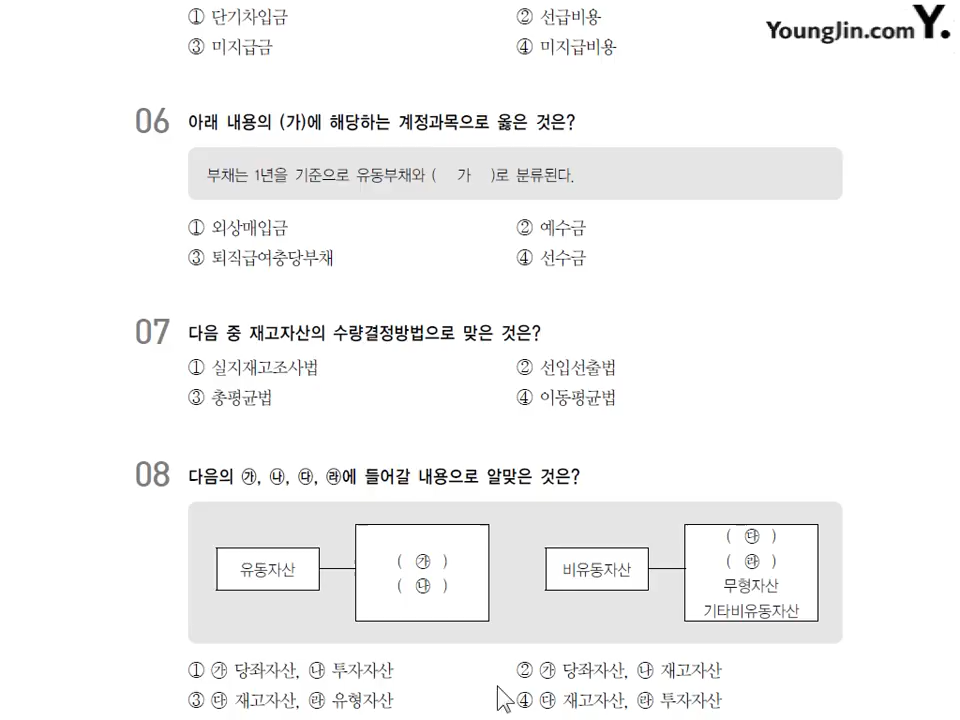 ① 단기차입금 ② 선급비용
③ 미지급금 ④ 미지급비용
YoungJin.com Y.
06 아래 내용의 (가)에 해당하는 계정과목으로 옳은 것은?
부채는 1년을 기준으로 유동부채와 ( 가 )로 분류된다.
① 외상매입금 ② 예수금
③ 퇴직급여충당부채 ④ 선수금
07 다음 중 재고자산의 수량결정방법으로 맞은 것은?
① 실지재고조사법 ② 선입선출법
③ 총평균법 ④ 이동평균법
08 다음의 ㉮, ㉯, ㉰, ㉱에 들어갈 내용으로 알맞은 것은?
유동자산
( ㉮ )
( ㉯ )
비유동자산
( ㉰ )
( ㉱ )
무형자산
기타비유동자산
① ㉮ 당좌자산, ㉯ 투자자산 ② ㉮ 당좌자산, ㉯ 재고자산
③ ㉰ 재고자산, ㉱ 유형자산 ④ ㉰ 재고자산, ㉱ 투자자산